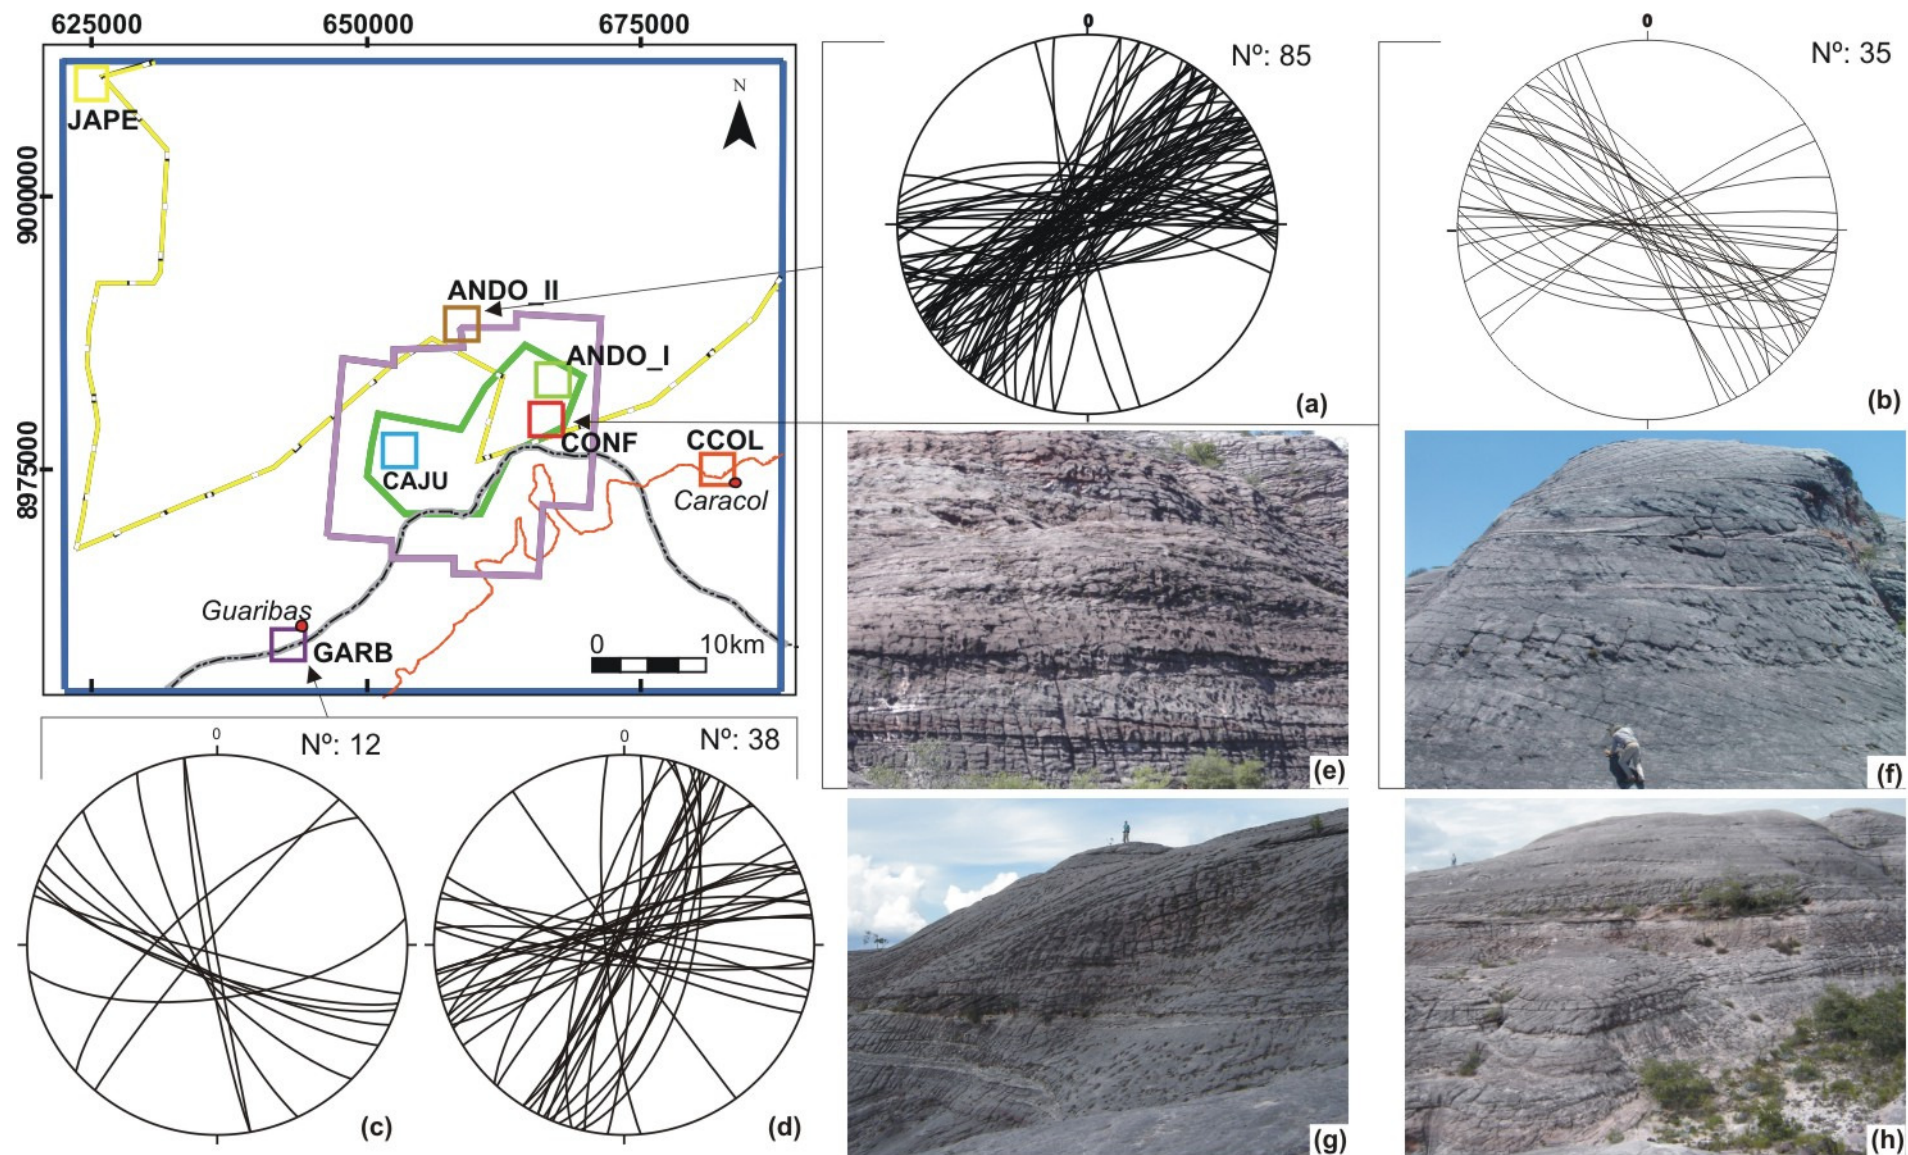 625000 650000 675000
9000000
8975000
JAPE
N
ANDO_II
ANDO_I
CONF
CCOL
CAJU
Caracol
Guaribas
GARB
0 10km
0
Nº: 85
(a)
0
Nº: 35
(b)
0
Nº: 12
(c)
0
Nº: 38
(d)
(e)
(f)
(g)
(h)